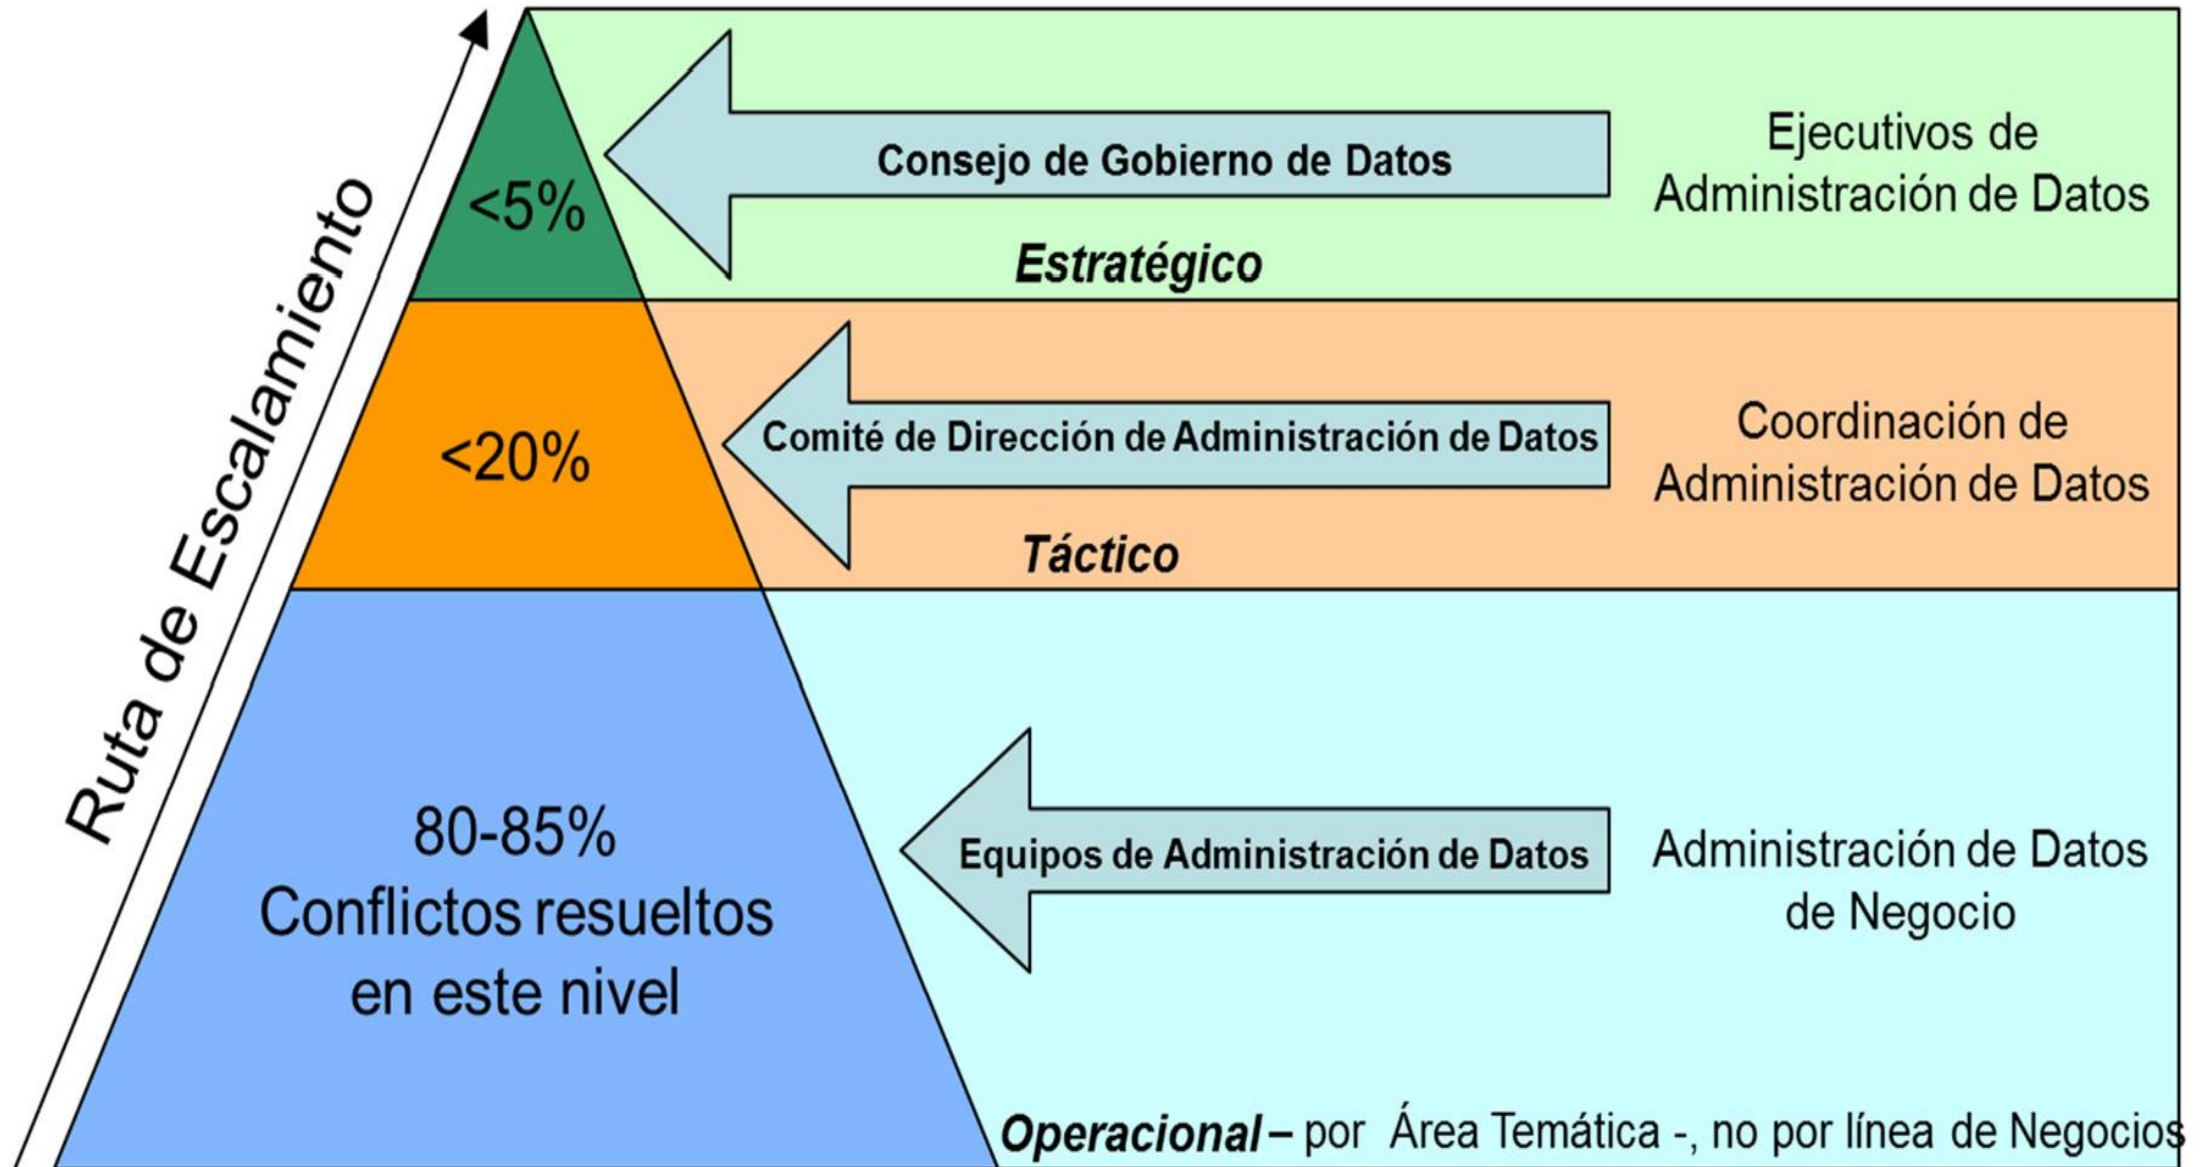 Ruta de Escalamiento
<5%
Consejo de Gobierno de Datos
Estratégico
Ejecutivos de
Administración de Datos
<20%
Comité de Dirección de Administración de Datos
Táctico
Coordinación de
Administración de Datos
80-85%
Conflictos resueltos
en este nivel
Equipos de Administración de Datos
Administración de Datos
de Negocio
Operacional – por Área Temática -, no por línea de Negocios